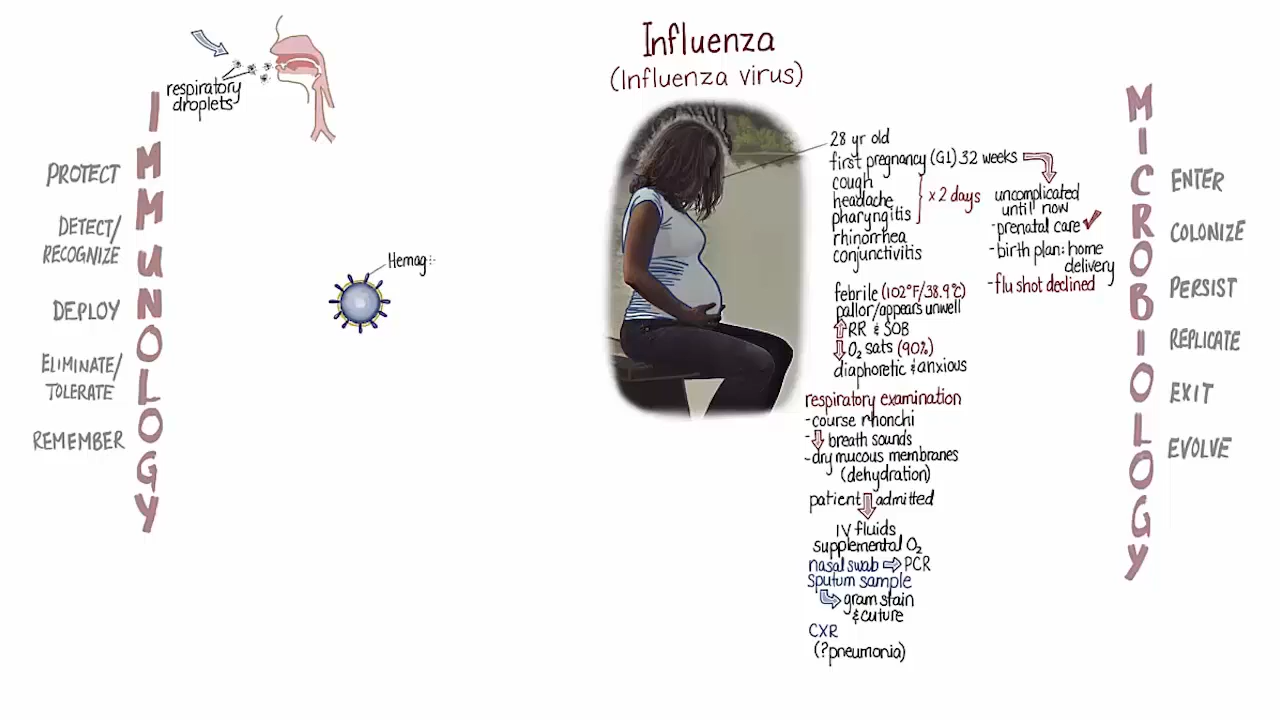 Influenza
(Influenza virus)
respiratory
droplets
IMMUNOLOGY
PROTECT
DETECT/
RECOGNIZE
DEPLOY
ELIMINATE/
TOLERATE
REMEMBER
Hemag
28 yr old
first pregnancy (G1) 32 weeks
cough
headache
pharyngitis
x 2 days
rhinorrhea
conjunctivitis
uncomplicated
until now
-prenatal care
-birth plan: home
delivery
-flu shot declined
febrile (102°F/38.9°C)
pallor/appears unwell
RR & SOB
O₂ sats (90%)
diaphoretic & anxious
respiratory examination
-course rhonchi
- breath sounds
-dry mucous membranes
(dehydration)
patient admitted
IV fluids
supplemental O₂
nasal swab ⇨ PCR
sputum sample
gram stain
& cuture
CXR
(?pneumonia)
MICROBIOLOGY
ENTER
COLONIZE
PERSIST
REPLICATE
EXIT
EVOLVE